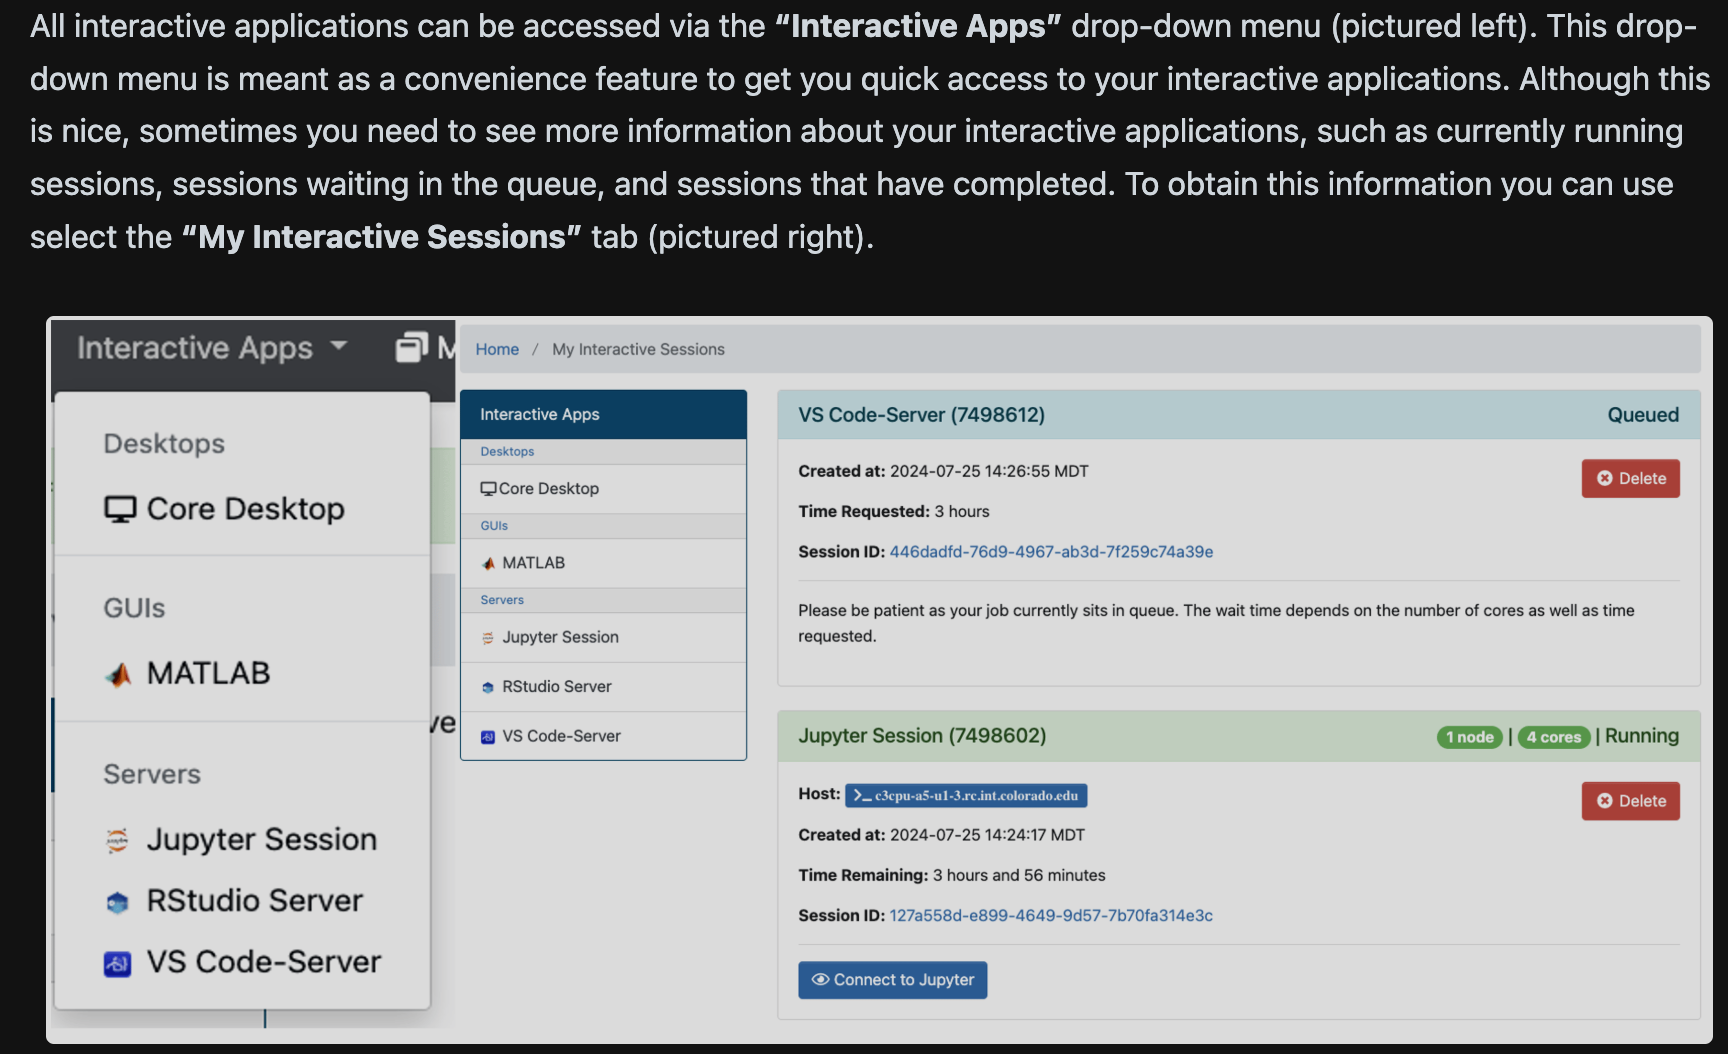 All interactive applications can be accessed via the “Interactive Apps” drop-down menu (pictured left). This drop-
down menu is meant as a convenience feature to get you quick access to your interactive applications. Although this
is nice, sometimes you need to see more information about your interactive applications, such as currently running
sessions, sessions waiting in the queue, and sessions that have completed. To obtain this information you can use
select the “My Interactive Sessions” tab (pictured right).
Interactive Apps
M
Desktops
Core Desktop
GUIs
MATLAB
Servers
Jupyter Session
RStudio Server
VS Code-Server
ve
Home / My Interactive Sessions
Interactive Apps
Desktops
Core Desktop
GUIs
MATLAB
Servers
Jupyter Session
RStudio Server
VS Code-Server
VS Code-Server (7498612) Queued
Created at: 2024-07-25 14:26:55 MDT
Delete
Time Requested: 3 hours
Session ID: 446dadfd-76d9-4967-ab3d-7f259c74a39e
Please be patient as your job currently sits in queue. The wait time depends on the number of cores as well as time
requested.
Jupyter Session (7498602) 1 node | 4 cores | Running
Host: >_ c3cpu-a5-u1-3.rc.int.colorado.edu
Delete
Created at: 2024-07-25 14:24:17 MDT
Time Remaining: 3 hours and 56 minutes
Session ID: 127a558d-e899-4649-9d57-7b70fa314e3c
Connect to Jupyter